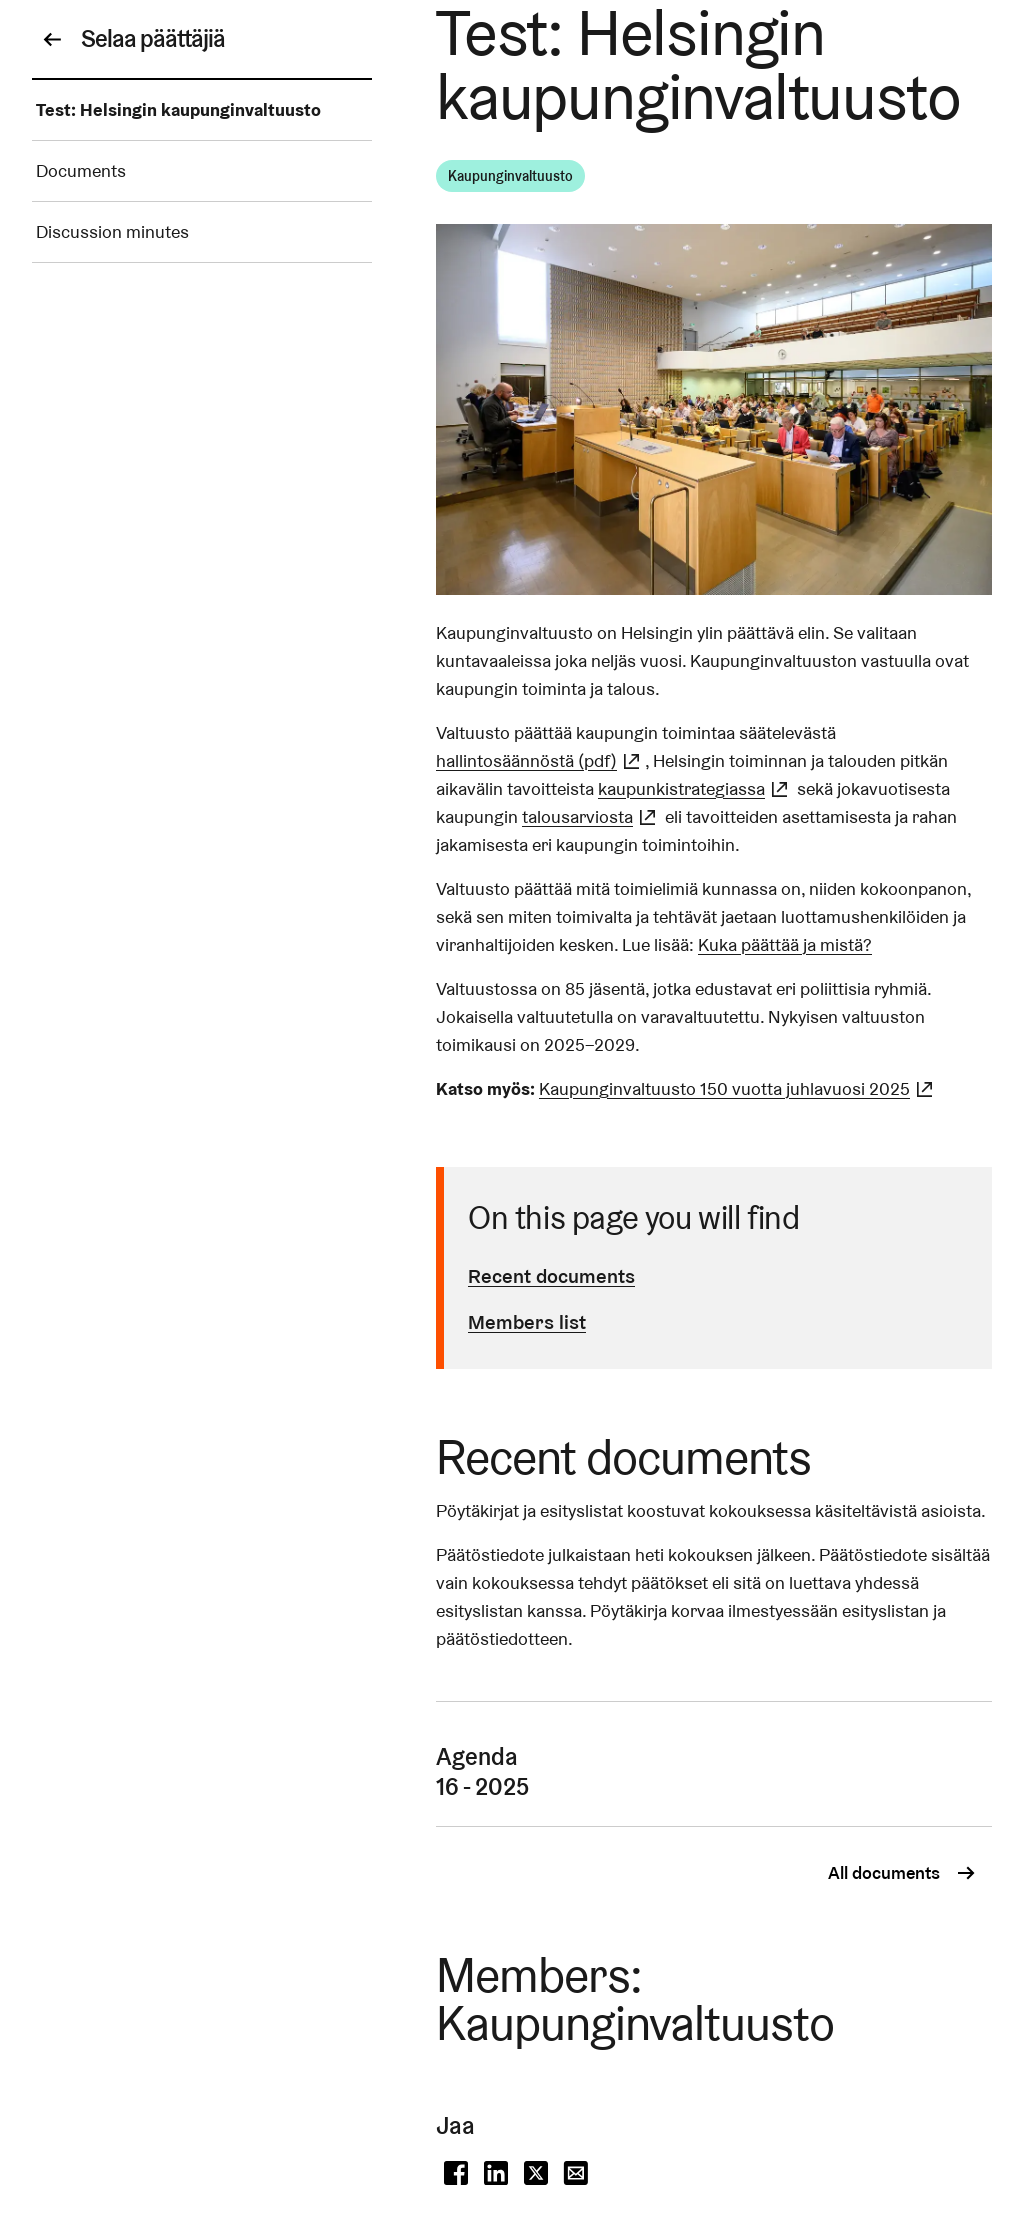 Selaa päättäjiä
Test: Helsingin kaupunginvaltuusto
Documents
Discussion minutes
Test: Helsingin
kaupunginvaltuusto
Kaupunginvaltuusto
Kaupunginvaltuusto on Helsingin ylin päättävä elin. Se valitaan
kuntavaaleissa joka neljäs vuosi. Kaupunginvaltuuston vastuulla ovat
kaupungin toiminta ja talous.
Valtuusto päättää kaupungin toimintaa säätelevästä
hallintosäännöstä (pdf) , Helsingin toiminnan ja talouden pitkän
aikavälin tavoitteista kaupunkistrategiassa sekä jokavuotisesta
kaupungin talousarviosta eli tavoitteiden asettamisesta ja rahan
jakamisesta eri kaupungin toimintoihin.
Valtuusto päättää mitä toimielimiä kunnassa on, niiden kokoonpanon,
sekä sen miten toimivalta ja tehtävät jaetaan luottamushenkilöiden ja
viranhaltijoiden kesken. Lue lisää: Kuka päättää ja mistä?
Valtuustossa on 85 jäsentä, jotka edustavat eri poliittisia ryhmiä.
Jokaisella valtuutetulla on varavaltuutettu. Nykyisen valtuuston
toimikausi on 2025–2029.
Katso myös: Kaupunginvaltuusto 150 vuotta juhlavuosi 2025
On this page you will find
Recent documents
Members list
Recent documents
Pöytäkirjat ja esityslistat koostuvat kokouksessa käsiteltävistä asioista.
Päätöstiedote julkaistaan heti kokouksen jälkeen. Päätöstiedote sisältää
vain kokouksessa tehdyt päätökset eli sitä on luettava yhdessä
esityslistan kanssa. Pöytäkirja korvaa ilmestyessään esityslistan ja
päätöstiedotteen.
Agenda
16 - 2025
All documents
Members:
Kaupunginvaltuusto
Jaa